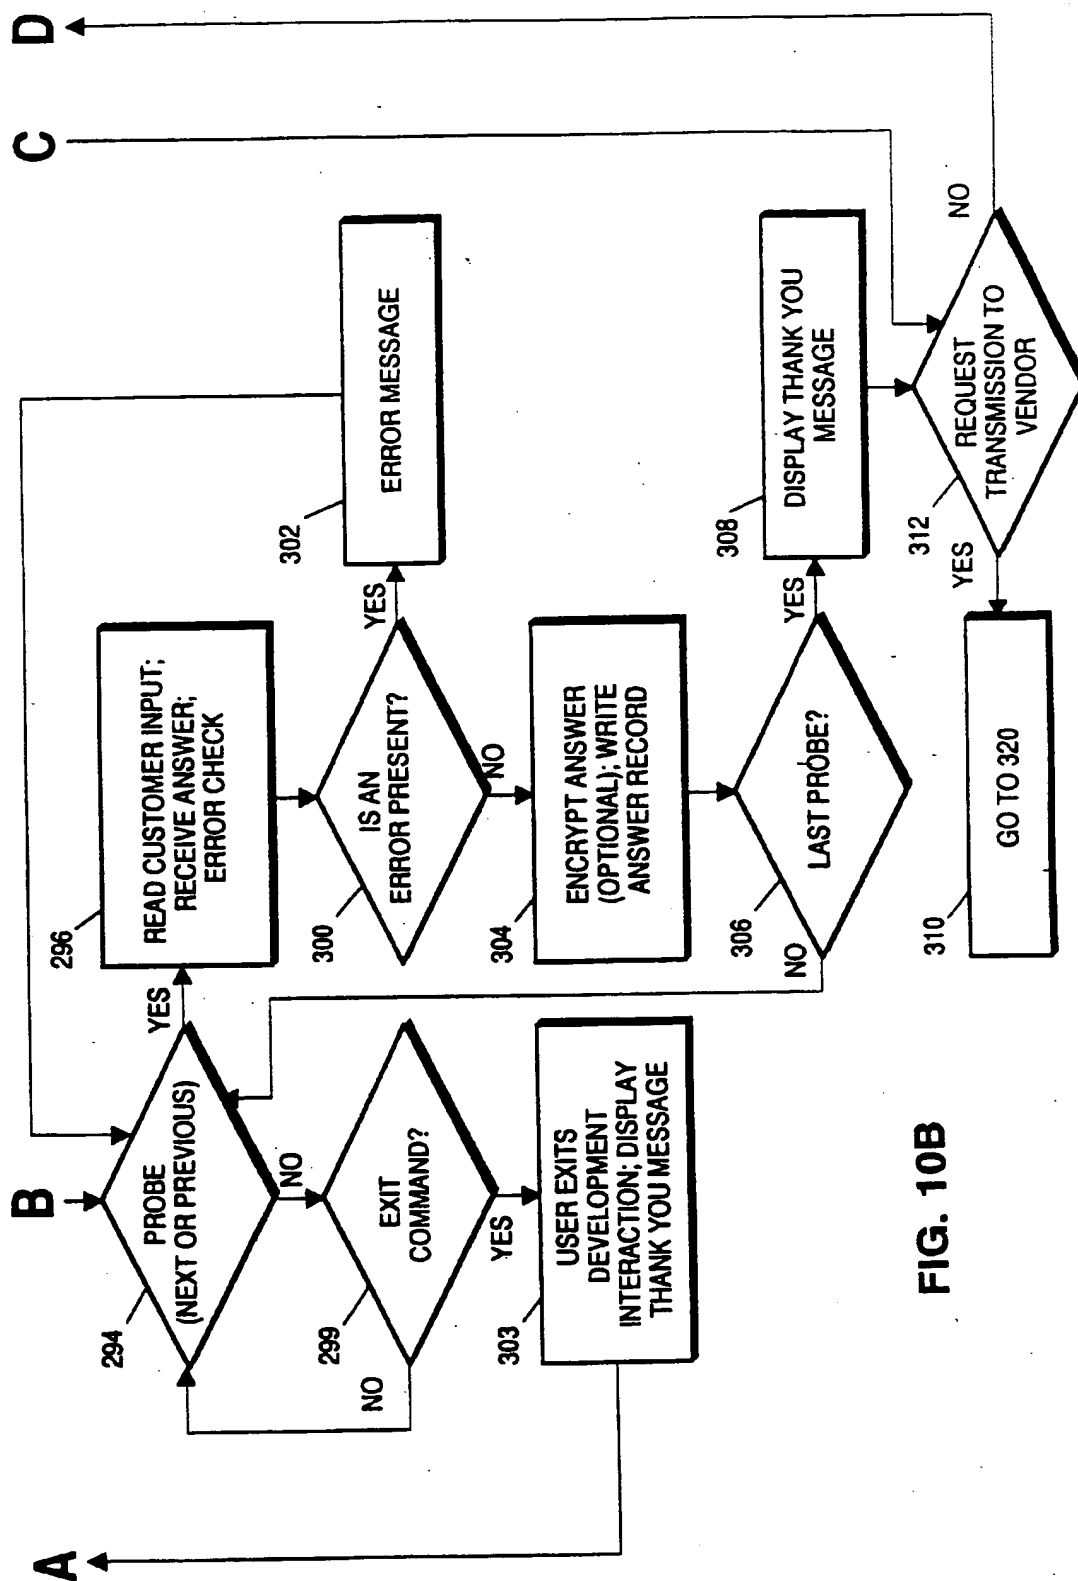 A
B
C
D
294
PROBE
(NEXT OR PREVIOUS)
YES
NO
296
READ CUSTOMER INPUT;
RECEIVE ANSWER;
ERROR CHECK
299
EXIT
COMMAND?
NO
YES
300
IS AN
ERROR PRESENT?
YES
NO
302
ERROR MESSAGE
303
USER EXITS
DEVELOPMENT
INTERACTION; DISPLAY
THANK YOU MESSAGE
304
ENCRYPT ANSWER
(OPTIONAL); WRITE
ANSWER RECORD
306
LAST PROBE?
NO
YES
308
DISPLAY THANK YOU
MESSAGE
310
GO TO 320
312
REQUEST
TRANSMISSION TO
VENDOR
YES
NO
FIG. 10B